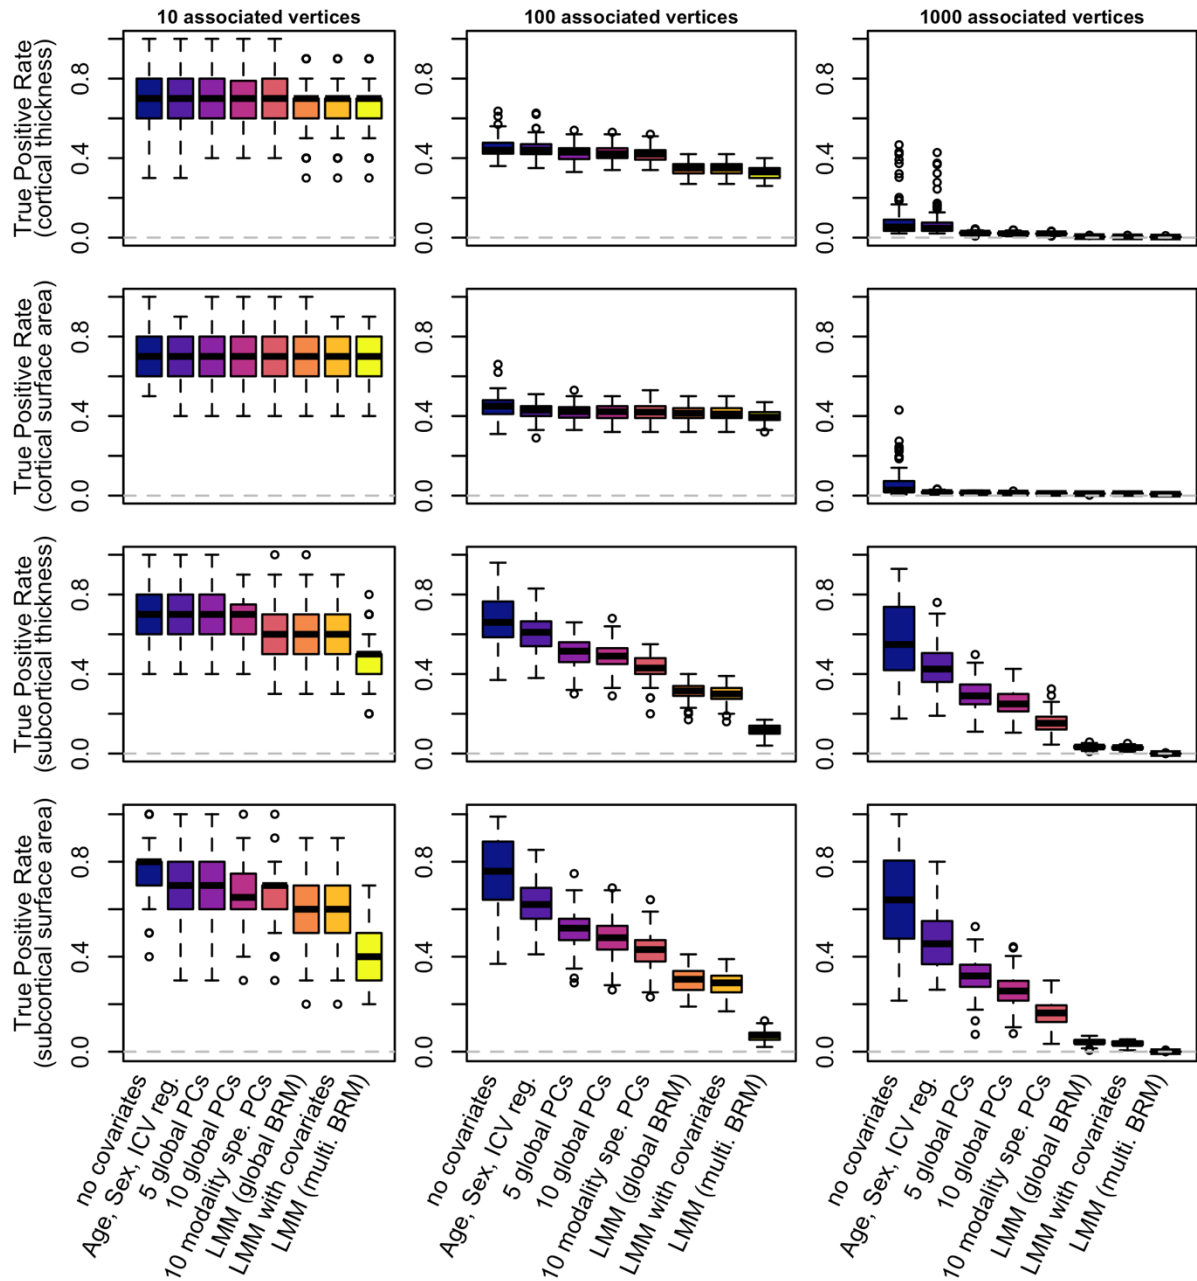 10 associated vertices
100 associated vertices
1000 associated vertices
True Positive Rate
(cortical thickness)
0.0 0.4 0.8
0.0 0.4 0.8
0.0 0.4 0.8
True Positive Rate
(cortical surface area)
0.0 0.4 0.8
0.0 0.4 0.8
0.0 0.4 0.8
True Positive Rate
(subcortical thickness)
0.0 0.4 0.8
0.0 0.4 0.8
0.0 0.4 0.8
True Positive Rate
(subcortical surface area)
0.0 0.4 0.8
0.0 0.4 0.8
0.0 0.4 0.8
no covariates
Age, Sex, ICV reg.
5 global PCs
10 global PCs
10 modality spe. PCs
LMM (global BRM)
LMM with covariates
LMM (multi. BRM)
no covariates
Age, Sex, ICV reg.
5 global PCs
10 global PCs
10 modality spe. PCs
LMM (global BRM)
LMM with covariates
LMM (multi. BRM)
no covariates
Age, Sex, ICV reg.
5 global PCs
10 global PCs
10 modality spe. PCs
LMM (global BRM)
LMM with covariates
LMM (multi. BRM)